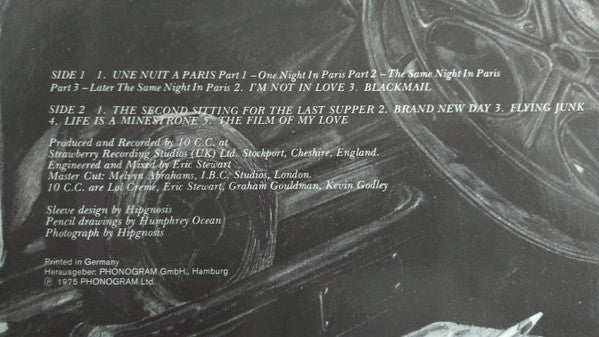 SIDE 1 1. UNE NUIT A PARIS Part 1 – One Night In Paris Part 2 – The Same Night In Paris
Part 3 – Later The Same Night In Paris 2. I'M NOT IN LOVE 3. BLACKMAIL
SIDE 2 1. THE SECOND SITTING FOR THE LAST SUPPER 2. BRAND NEW DAY 3. FLYING JUNK
4. LIFE IS A MINESTRONE 5. THE FILM OF MY LOVE
Produced and Recorded by 10 C.C. at
Strawberry Recording Studios (UK) Ltd. Stockport, Cheshire, England.
Engineered and Mixed by Eric Stewart
Master Cut: Melvyn Abrahams, I.B.C. Studios, London.
10 C.C. are Lol Creme, Eric Stewart, Graham Gouldman, Kevin Godley
Sleeve design by Hipgnosis
Pencil drawings by Humphrey Ocean
Photograph by Hipgnosis
Printed in Germany
Herausgeber: PHONOGRAM GmbH., Hamburg
℗ 1975 PHONOGRAM Ltd.